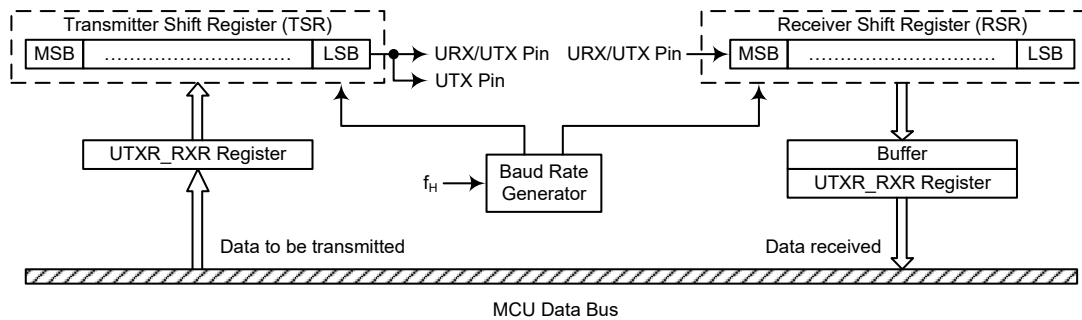 Transmitter Shift Register (TSR)
MSB ………………………… LSB
URX/UTX Pin
UTX Pin
Receiver Shift Register (RSR)
URX/UTX Pin
MSB ………………………… LSB
UTXR_RXR Register
fH
Baud Rate
Generator
Buffer
UTXR_RXR Register
Data to be transmitted
Data received
MCU Data Bus